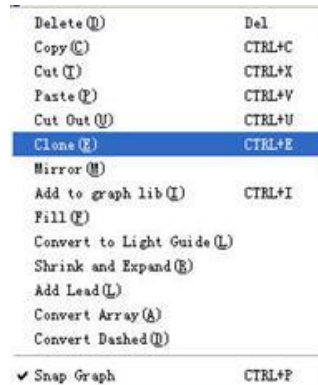 Delete(D) Del
Copy(C) CTRL+C
Cut(T) CTRL+X
Paste(P) CTRL+V
Cut Out(U) CTRL+U
Clone(E) CTRL+E
Mirror(M)
Add to graph lib(I) CTRL+I
Fill(F)
Convert to Light Guide(L)
Shrink and Expand(R)
Add Lead(L)
Convert Array(A)
Convert Dashed(D)
Snap Graph CTRL+P